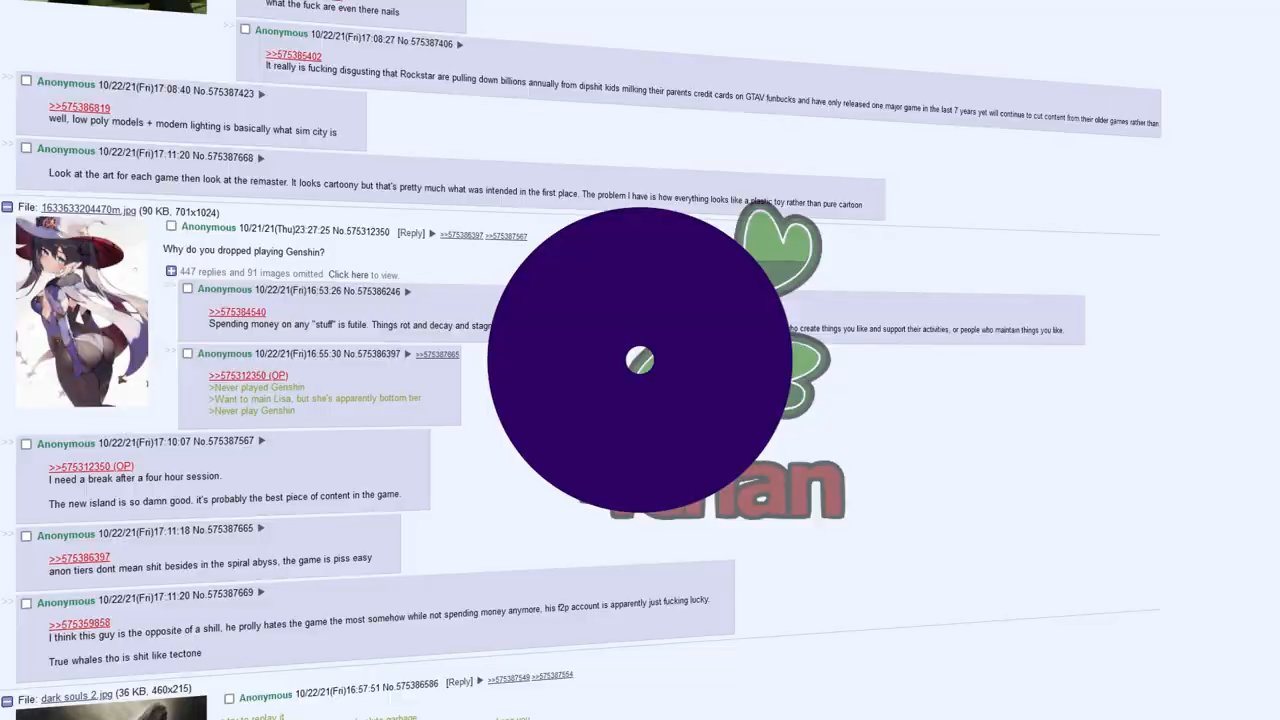 what the fuck are even there nails
Anonymous 10/22/21(Fri)17:08:27 No.575387406
>>575385402
It really is fucking disgusting that Rockstar are pulling down billions annually from dipshit kids milking their parents credit cards on GTAV funbucks and have only released one major game in the last 7 years yet will continue to cut content from their older games rather than
Anonymous 10/22/21(Fri)17:08:40 No.575387423
>>575386819
well, low poly models + modern lighting is basically what sim city is
Anonymous 10/22/21(Fri)17:11:20 No.575387668
Look at the art for each game then look at the remaster. It looks cartoony but that's pretty much what was intended in the first place. The problem I have is how everything looks like a plastic toy rather than pure cartoon
File: 1633633204470m.jpg (90 KB, 701x1024)
Anonymous 10/21/21(Thu)23:27:25 No.575312350 [Reply] >>575386397 >>575387567
Why do you dropped playing Genshin?
447 replies and 91 images omitted. Click here to view.
Anonymous 10/22/21(Fri)16:53:26 No.575386246
>>575384540
Spending money on any "stuff" is futile. Things rot and decay and who create things you like and support their activities, or people who maintain things you like.
Anonymous 10/22/21(Fri)16:55:30 No.575386397 >>575387665
>>575312350 (OP)
>Never played Genshin
>Want to main Lisa, but she's apparently bottom tier
>Never play Genshin
Anonymous 10/22/21(Fri)17:10:07 No.575387567
>>575312350 (OP)
I need a break after a four hour session.
The new island is so damn good. it's probably the best piece of content in the game.
Anonymous 10/22/21(Fri)17:11:18 No.575387665
>>575386397
anon tiers dont mean shit besides in the spiral abyss, the game is piss easy
Anonymous 10/22/21(Fri)17:11:20 No.575387669
>>575359858
I think this guy is the opposite of a shill, he prolly hates the game the most somehow while not spending money anymore, his f2p account is apparently just fucking lucky.
True whales tho is shit like tectone
File: dark souls 2.jpg (36 KB, 460x215)
Anonymous 10/22/21(Fri)16:57:51 No.575386586 [Reply] >>575387549 >>575387554